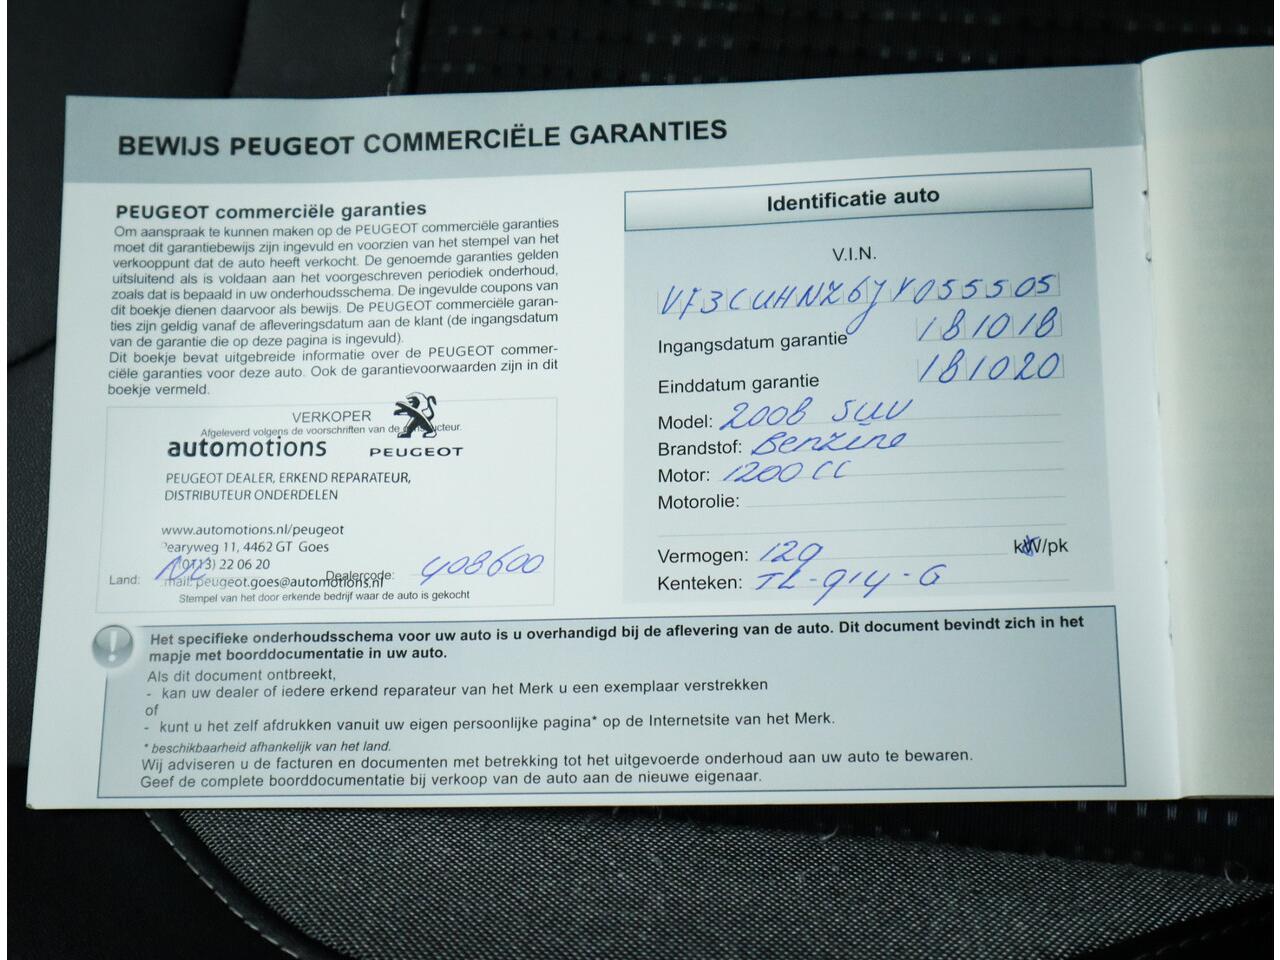 BEWIJS PEUGEOT COMMERCIËLE GARANTIES
PEUGEOT commerciële garanties
Om aanspraak te kunnen maken op de PEUGEOT commerciële garanties
moet dit garantiebewijs zijn ingevuld en voorzien van het stempel van het
verkooppunt dat de auto heeft verkocht. De genoemde garanties gelden
uitsluitend als is voldaan aan het voorgeschreven periodiek onderhoud,
zoals dat is bepaald in uw onderhoudsschema. De ingevulde coupons van
dit boekje dienen daarvoor als bewijs. De PEUGEOT commerciële garan-
ties zijn geldig vanaf de afleveringsdatum aan de klant (de ingangsdatum
van de garantie die op deze pagina is ingevuld).
Dit boekje bevat uitgebreide informatie over de PEUGEOT commer-
ciële garanties voor deze auto. Ook de garantievoorwaarden zijn in dit
boekje vermeld.
VERKOPER
Afgeleverd volgens de voorschriften van de
automotions
PEUGEOT
PEUGEOT DEALER, ERKEND REPARATEUR,
DISTRIBUTEUR ONDERDELEN
www.automotions.nl/peugeot
11, 4462 GT Goes
22 06 20
Land: NL Dealercode: 408600
peugeot.goes@automotions.nl
Stempel van het door erkende bedrijf waar de auto is gekocht
Identificatie auto
V.I.N.
VF3CUHNZ6JY055505
Ingangsdatum garantie 181018
Einddatum garantie 181020
Model: 2008 SUV
Brandstof: Benzine
Motor: 1200 CC
Motorolie:
Vermogen: 129 kW/pk
Kenteken: TL-914-G
Het specifieke onderhoudsschema voor uw auto is u overhandigd bij de aflevering van de auto. Dit document bevindt zich in het
mapje met boorddocumentatie in uw auto.
Als dit document ontbreekt,
- kan uw dealer of iedere erkend reparateur van het Merk u een exemplaar verstrekken
of
- kunt u het zelf afdrukken vanuit uw eigen persoonlijke pagina* op de Internetsite van het Merk.
* beschikbaarheid afhankelijk van het land.
Wij adviseren u de facturen en documenten met betrekking tot het uitgevoerde onderhoud aan uw auto te bewaren.
Geef de complete boorddocumentatie bij verkoop van de auto aan de nieuwe eigenaar.